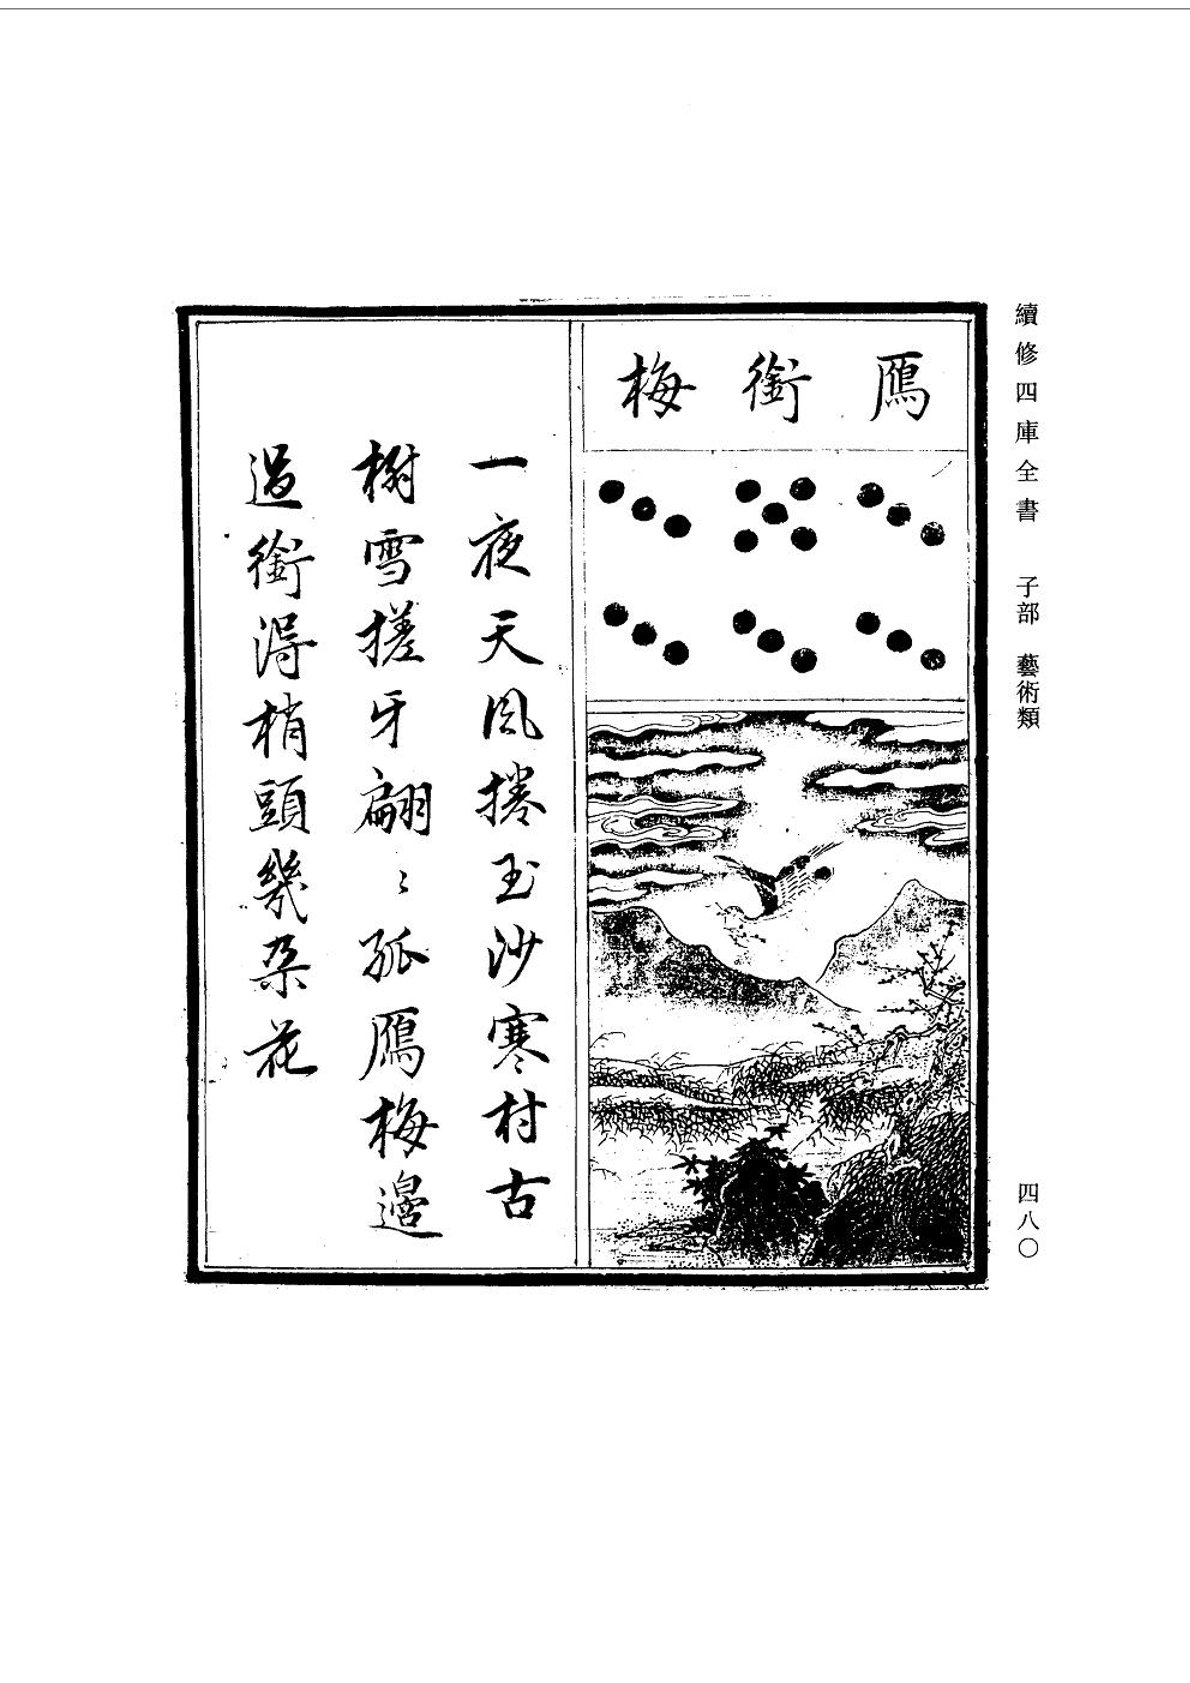 續修四庫全書 子部 藝術類
四八〇
鴈銜梅
一夜天風捲玉沙寒村古
樹雪搓牙翩〻孤鴈梅邊
過銜得梢頭幾朶花